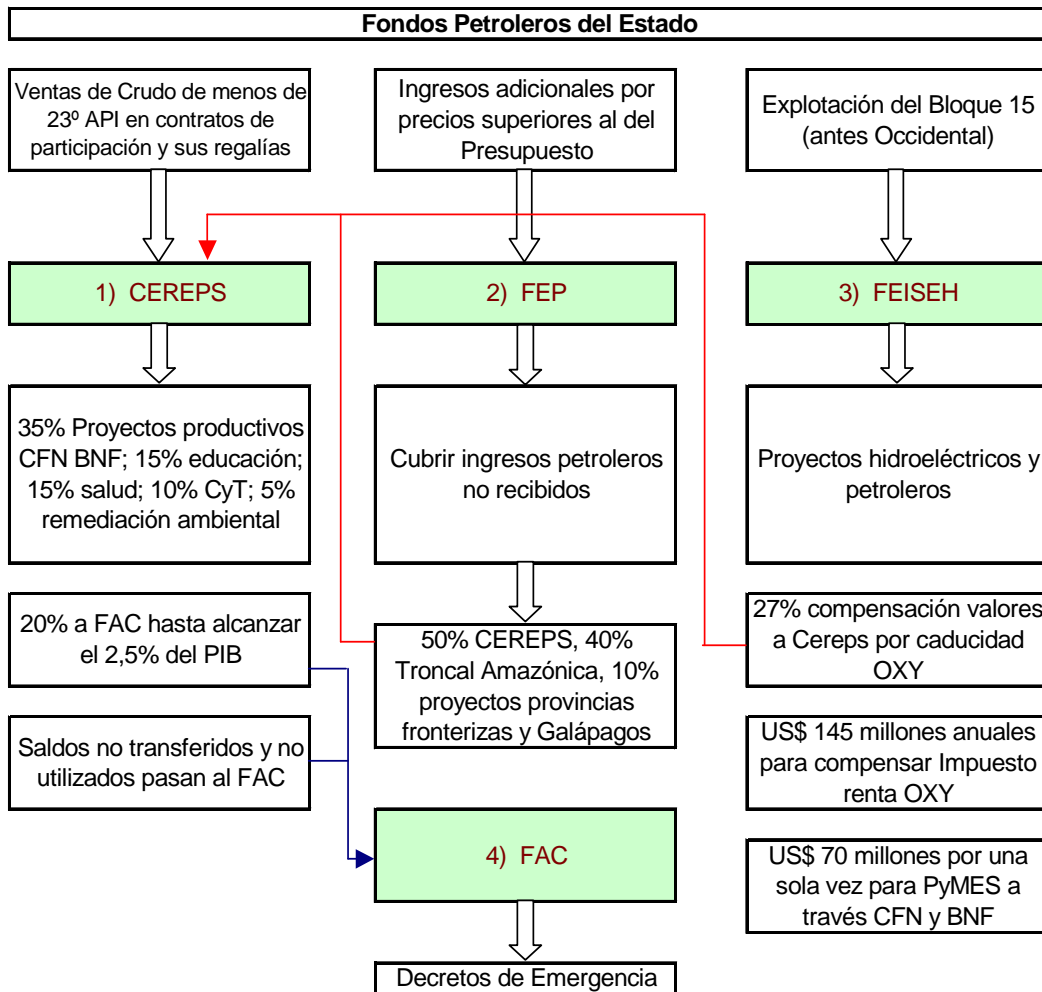 Fondos Petroleros del Estado
Ventas de Crudo de menos de
23º API en contratos de
participación y sus regalías
Ingresos adicionales por
precios superiores al del
Presupuesto
Explotación del Bloque 15
(antes Occidental)
1) CEREPS
2) FEP
3) FEISEH
35% Proyectos productivos
CFN BNF; 15% educación;
15% salud; 10% CyT; 5%
remediación ambiental
Cubrir ingresos petroleros
no recibidos
Proyectos hidroeléctricos y
petroleros
20% a FAC hasta alcanzar
el 2,5% del PIB
50% CEREPS, 40%
Troncal Amazónica, 10%
proyectos provincias
fronterizas y Galápagos
27% compensación valores
a Cereps por caducidad
OXY
Saldos no transferidos y no
utilizados pasan al FAC
US$ 145 millones anuales
para compensar Impuesto
renta OXY
4) FAC
US$ 70 millones por una
sola vez para PyMES a
través CFN y BNF
Decretos de Emergencia